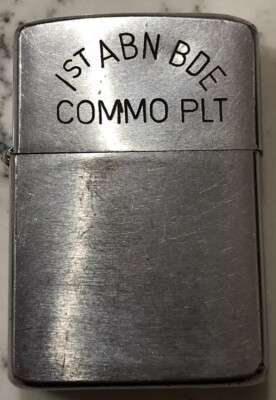 1ST ABN BDE
COMMO PLT